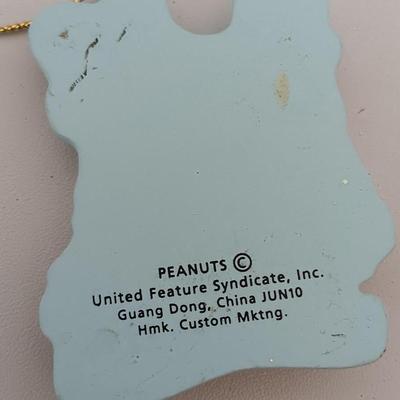 PEANUTS ©
United Feature Syndicate, Inc.
Guang Dong, China JUN10
Hmk. Custom Mktng.